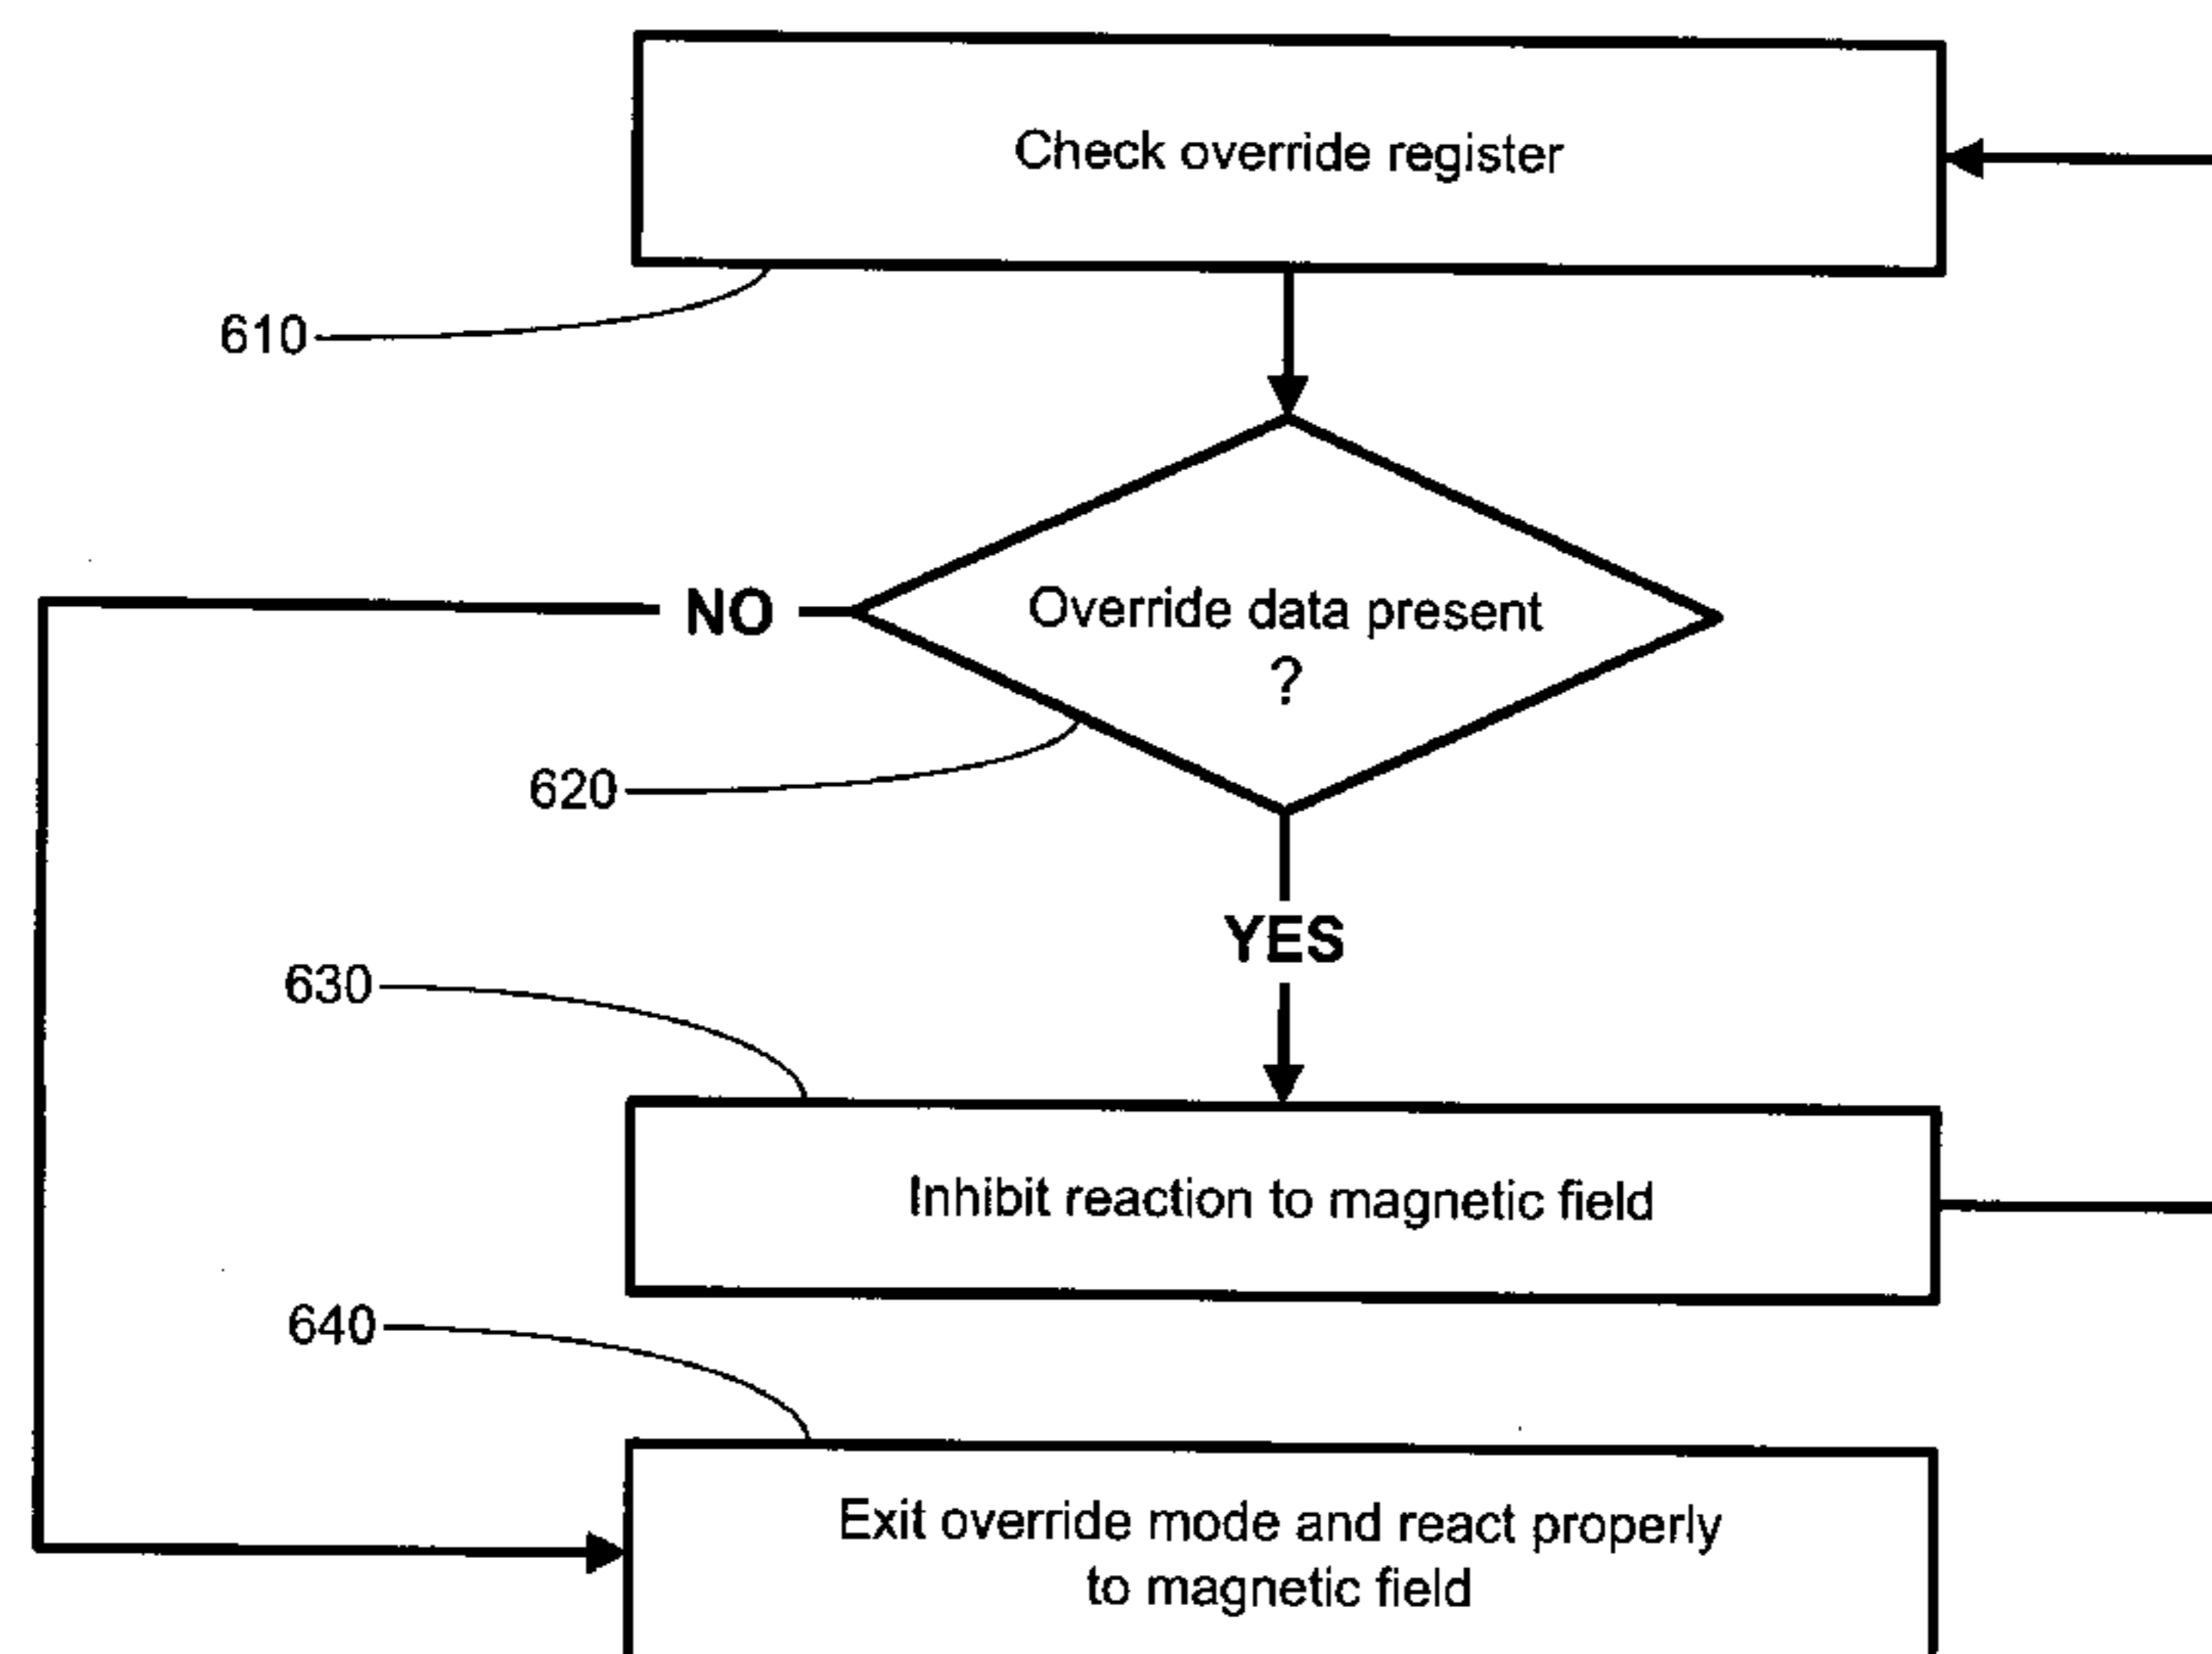 Check override register
610
NO
Override data present
?
620
YES
630
Inhibit reaction to magnetic field
640
Exit override mode and react properly
to magnetic field